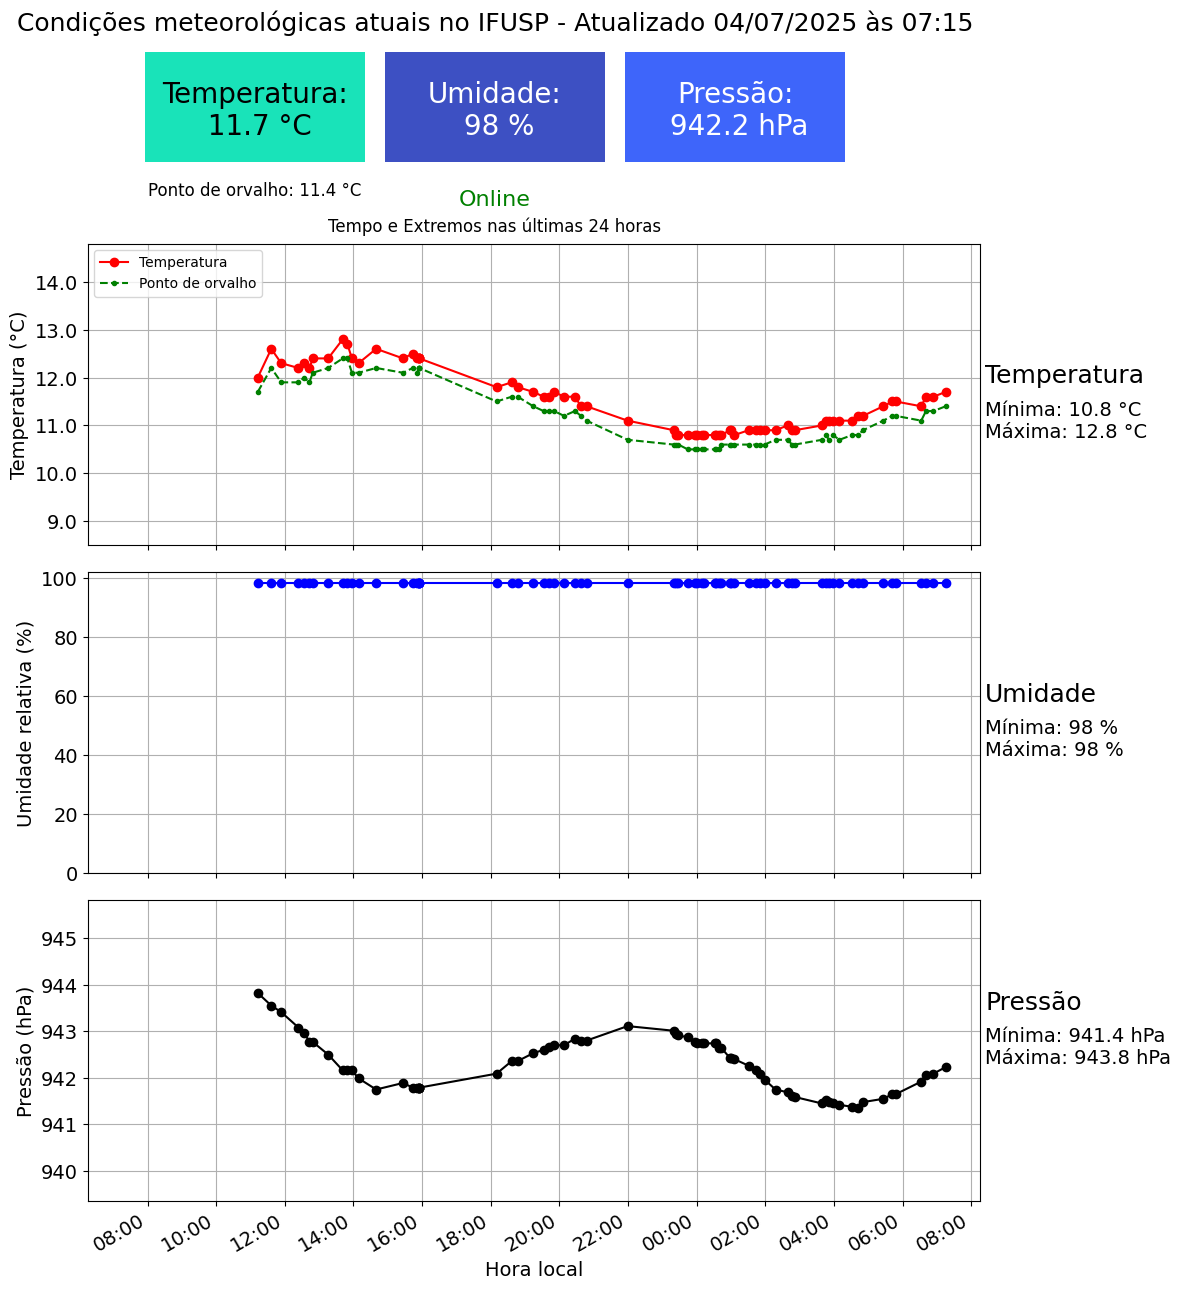 Condições meteorológicas atuais no IFUSP - Atualizado 04/07/2025 às 07:15
Temperatura:
11.7 °C
Umidade:
98 %
Pressão:
942.2 hPa
Ponto de orvalho: 11.4 °C
Online
Tempo e Extremos nas últimas 24 horas
Temperatura
Ponto de orvalho
Temperatura (°C)
14.0
13.0
12.0
11.0
10.0
9.0
Temperatura
Mínima: 10.8 °C
Máxima: 12.8 °C
Umidade relativa (%)
100
80
60
40
20
0
Umidade
Mínima: 98 %
Máxima: 98 %
Pressão (hPa)
945
944
943
942
941
940
Pressão
Mínima: 941.4 hPa
Máxima: 943.8 hPa
08:00 10:00 12:00 14:00 16:00 18:00 20:00 22:00 00:00 02:00 04:00 06:00 08:00
Hora local